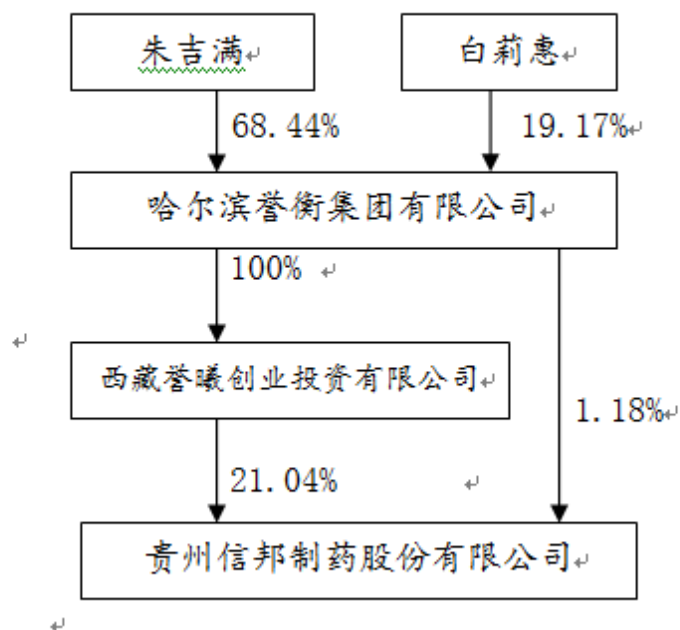 朱吉满 白莉惠
68.44% 19.17%
哈尔滨誉衡集团有限公司
100%
西藏誉曦创业投资有限公司
1.18%
21.04%
贵州信邦制药股份有限公司